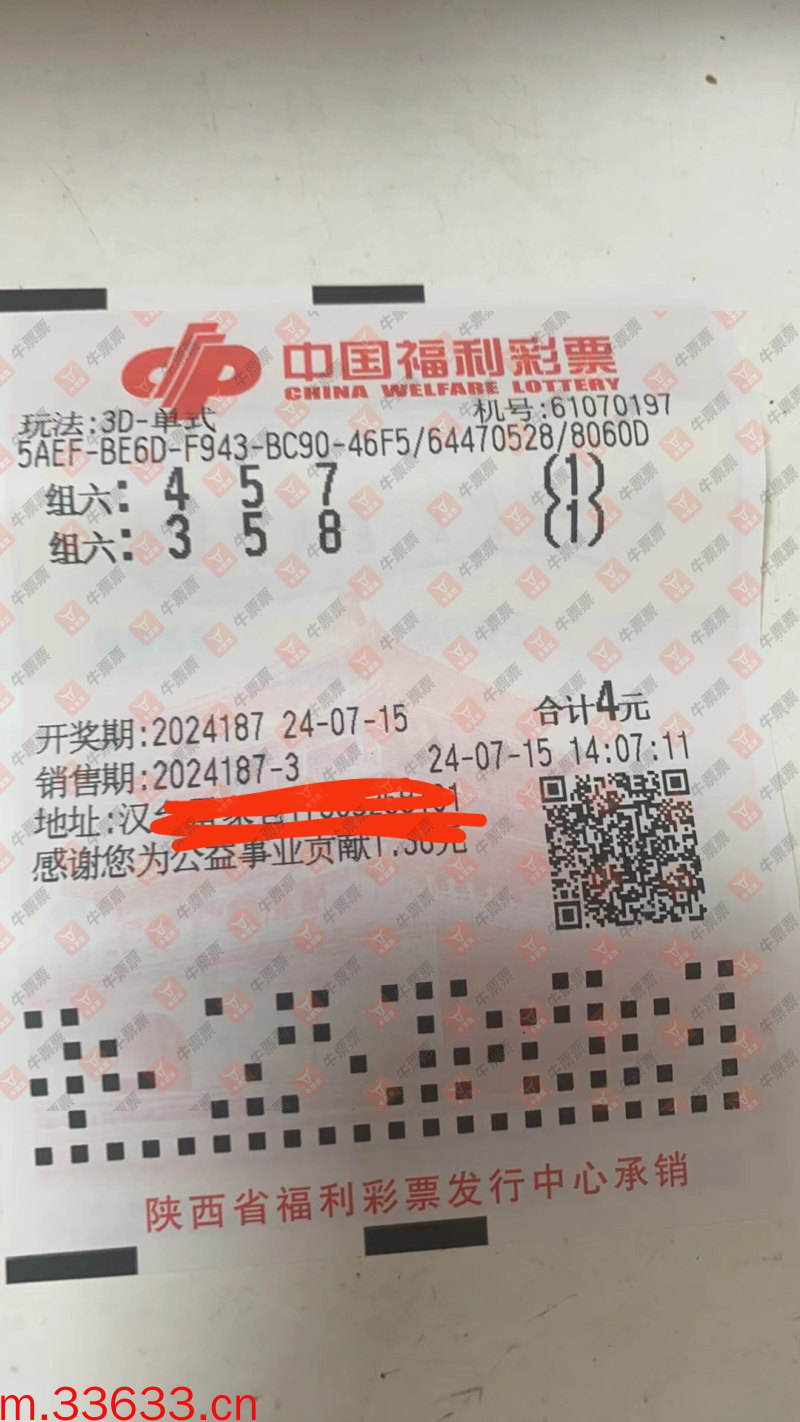 中国福利彩票
CHINA WELFARE LOTTERY
玩法:3D-单式 机号:61070197
5AEF-BE6D-F943-BC90-46F5/64470528/8060D
组六: 4 5 7 {1}
组六: 3 5 8 {1}
开奖期:2024187 24-07-15 合计4元
销售期:2024187-3 24-07-15 14:07:11
地址:汉
感谢您为公益事业贡献1.36元
陕西省福利彩票发行中心承销
牛票票
m.33633.cn